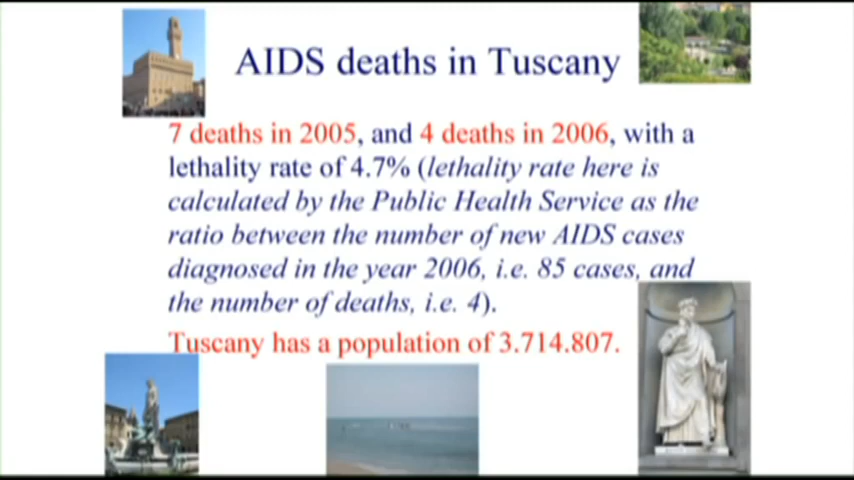 AIDS deaths in Tuscany
7 deaths in 2005, and 4 deaths in 2006, with a
lethality rate of 4.7% (lethality rate here is
calculated by the Public Health Service as the
ratio between the number of new AIDS cases
diagnosed in the year 2006, i.e. 85 cases, and
the number of deaths, i.e. 4).
Tuscany has a population of 3.714.807.